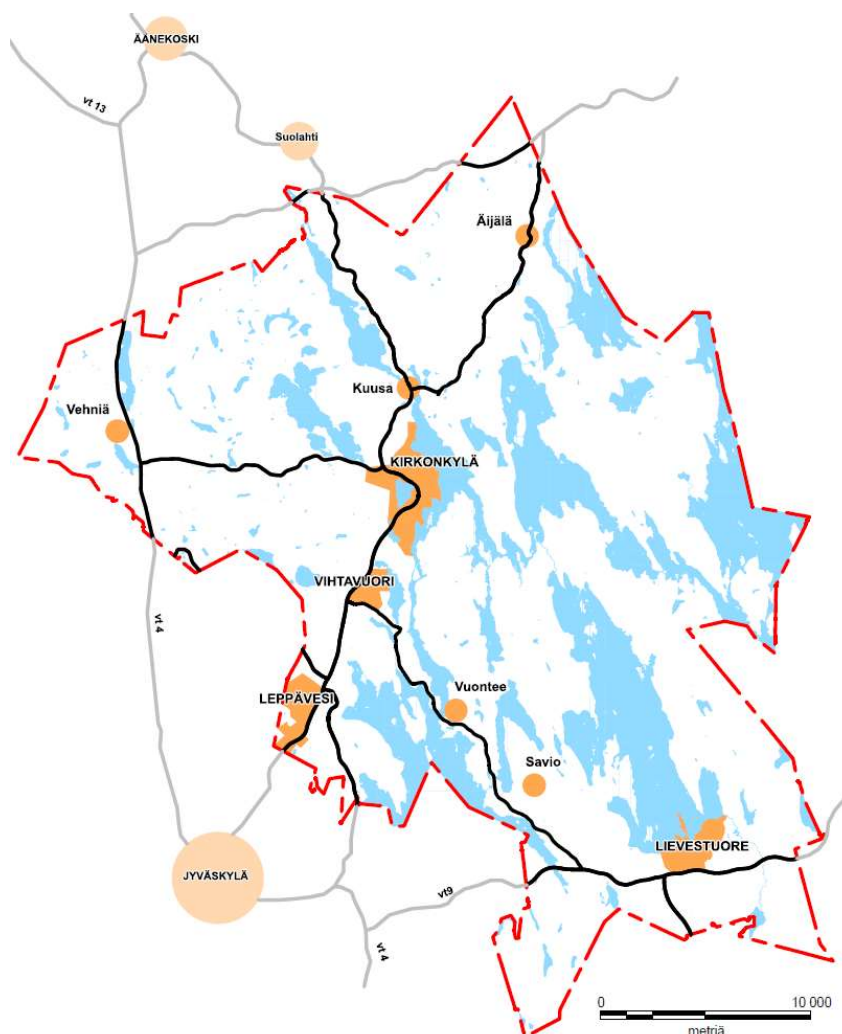 ÄÄNEKOSKI
vt 13
Suolahti
Äijälä
Kuusa
Vehniä
KIRKONKYLÄ
VIHTAVUORI
vt 4
Vuontee
LEPPÄVESI
Savio
LIEVESTUORE
JYVÄSKYLÄ
vt9
vt 4
0 10 000
metriä